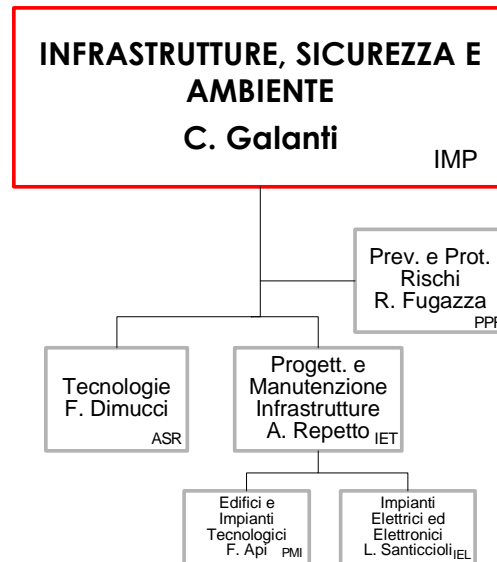 INFRASTRUTTURE, SICUREZZA E
AMBIENTE
C. Galanti
IMP
Prev. e Prot.
Rischi
R. Fugazza
PPR
Tecnologie
F. Dimucci
ASR
Progett. e
Manutenzione
Infrastrutture
A. Repetto
IET
Edifici e
Impianti
Tecnologici
F. Api
PMI
Impianti
Elettrici ed
Elettronici
L. Santiccioli
IEL